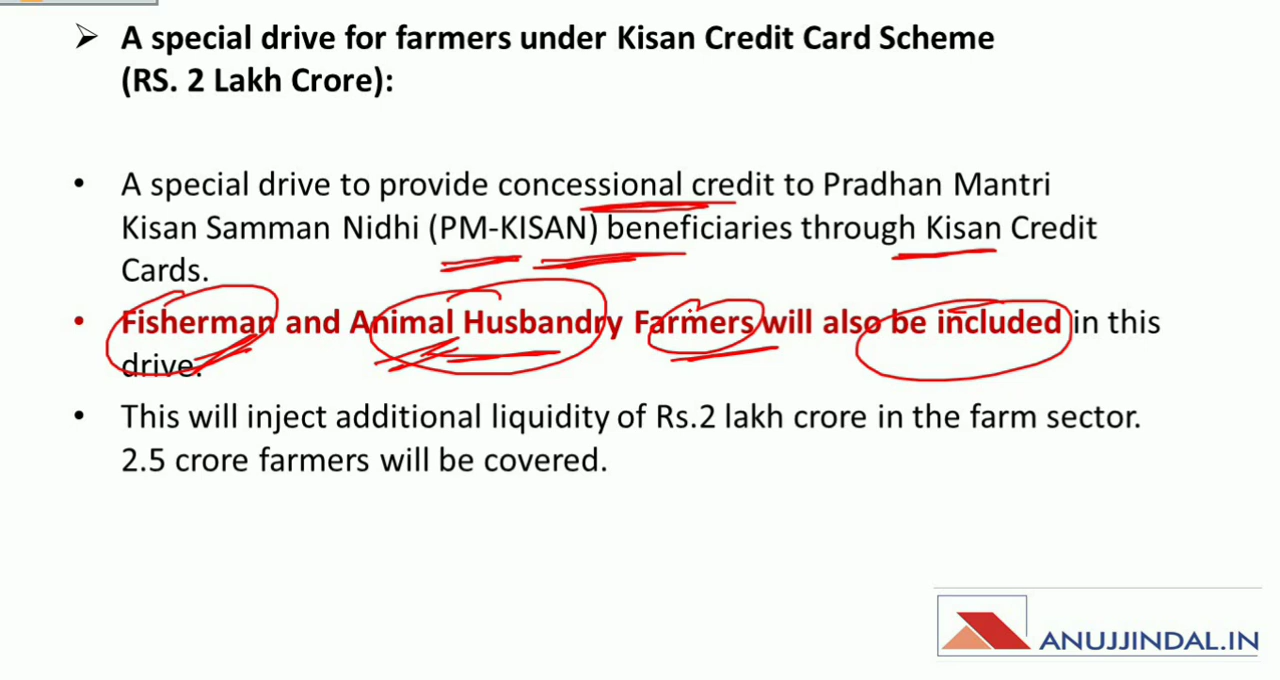 ➢ A special drive for farmers under Kisan Credit Card Scheme
(RS. 2 Lakh Crore):
• A special drive to provide concessional credit to Pradhan Mantri
Kisan Samman Nidhi (PM-KISAN) beneficiaries through Kisan Credit
Cards.
• Fisherman and Animal Husbandry Farmers will also be included in this
drive.
• This will inject additional liquidity of Rs.2 lakh crore in the farm sector.
2.5 crore farmers will be covered.
ANUJJINDAL.IN